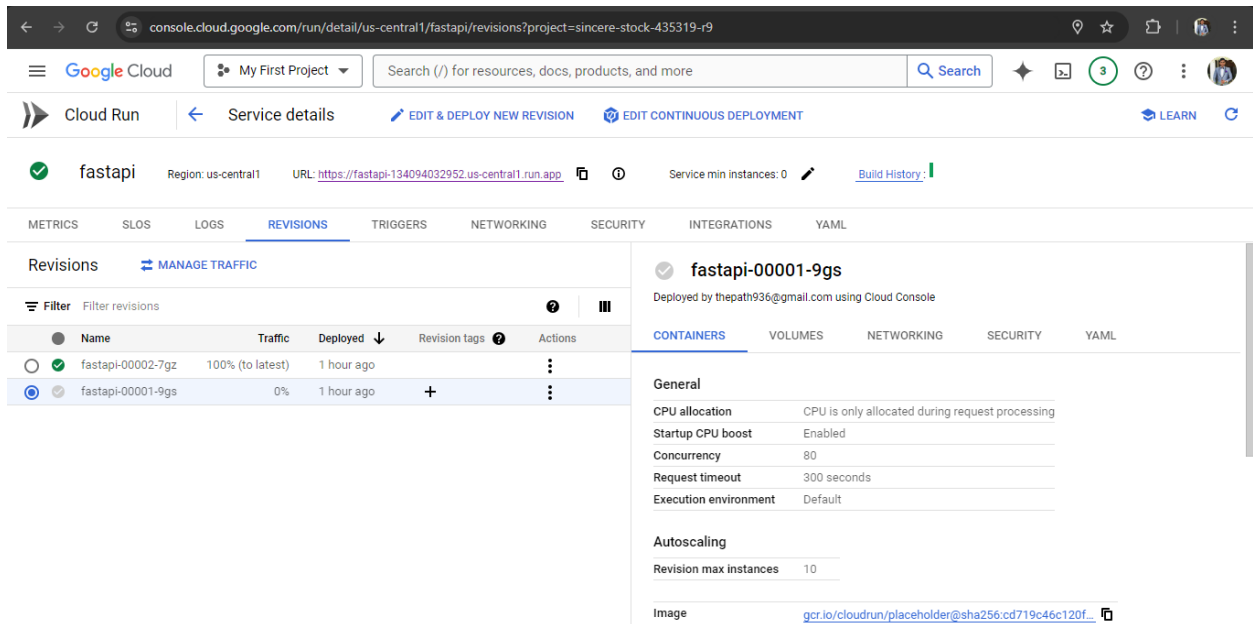 console.cloud.google.com/run/detail/us-central1/fastapi/revisions?project=sincere-stock-435319-r9
Google Cloud
My First Project
Search (/) for resources, docs, products, and more
Search
3
Cloud Run
Service details
EDIT & DEPLOY NEW REVISION
EDIT CONTINUOUS DEPLOYMENT
LEARN
fastapi
Region: us-central1
URL: https://fastapi-134094032952.us-central1.run.app
Service min instances: 0
Build History :
METRICS
SLOS
LOGS
REVISIONS
TRIGGERS
NETWORKING
SECURITY
INTEGRATIONS
YAML
Revisions
MANAGE TRAFFIC
Filter Filter revisions
Name Traffic Deployed Revision tags Actions
fastapi-00002-7gz 100% (to latest) 1 hour ago
fastapi-00001-9gs 0% 1 hour ago
fastapi-00001-9gs
Deployed by thepath936@gmail.com using Cloud Console
CONTAINERS
VOLUMES
NETWORKING
SECURITY
YAML
General
CPU allocation CPU is only allocated during request processing
Startup CPU boost Enabled
Concurrency 80
Request timeout 300 seconds
Execution environment Default
Autoscaling
Revision max instances 10
Image gcr.io/cloudrun/placeholder@sha256:cd719c46c120f...